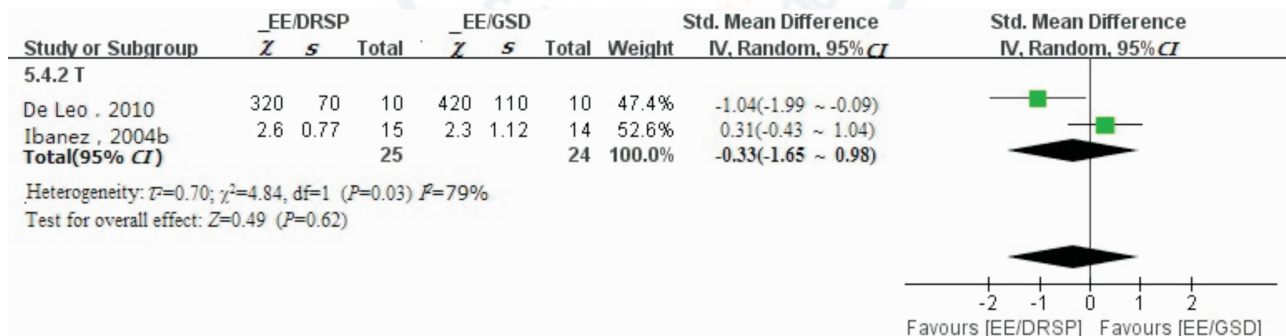 _EE/DRSP _EE/GSD Std. Mean Difference Std. Mean Difference
Study or Subgroup χ s Total χ s Total Weight IV, Random, 95% CI IV, Random, 95% CI
5.4.2 T
De Leo . 2010 320 70 10 420 110 10 47.4% -1.04(-1.99 ~ -0.09)
Ibanez , 2004b 2.6 0.77 15 2.3 1.12 14 52.6% 0.31(-0.43 ~ 1.04)
Total(95% CI) 25 24 100.0% -0.33(-1.65 ~ 0.98)
Heterogeneity: τ²=0.70; χ²=4.84, df=1 (P=0.03) I²=79%
Test for overall effect: Z=0.49 (P=0.62)
-2 -1 0 1 2
Favours [EE/DRSP] Favours [EE/GSD]